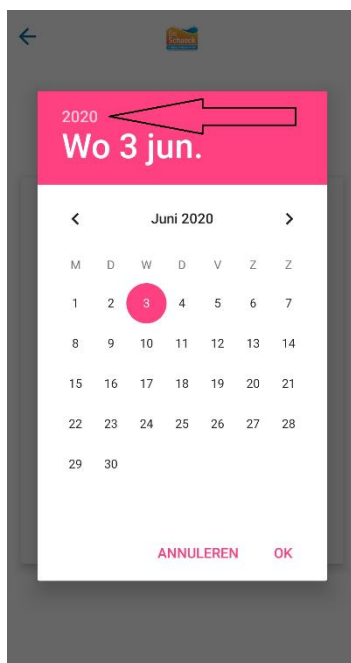 De
Schoock
2020
Wo 3 jun.
Juni 2020
M D W D V Z Z
1 2 3 4 5 6 7
8 9 10 11 12 13 14
15 16 17 18 19 20 21
22 23 24 25 26 27 28
29 30
ANNULEREN OK